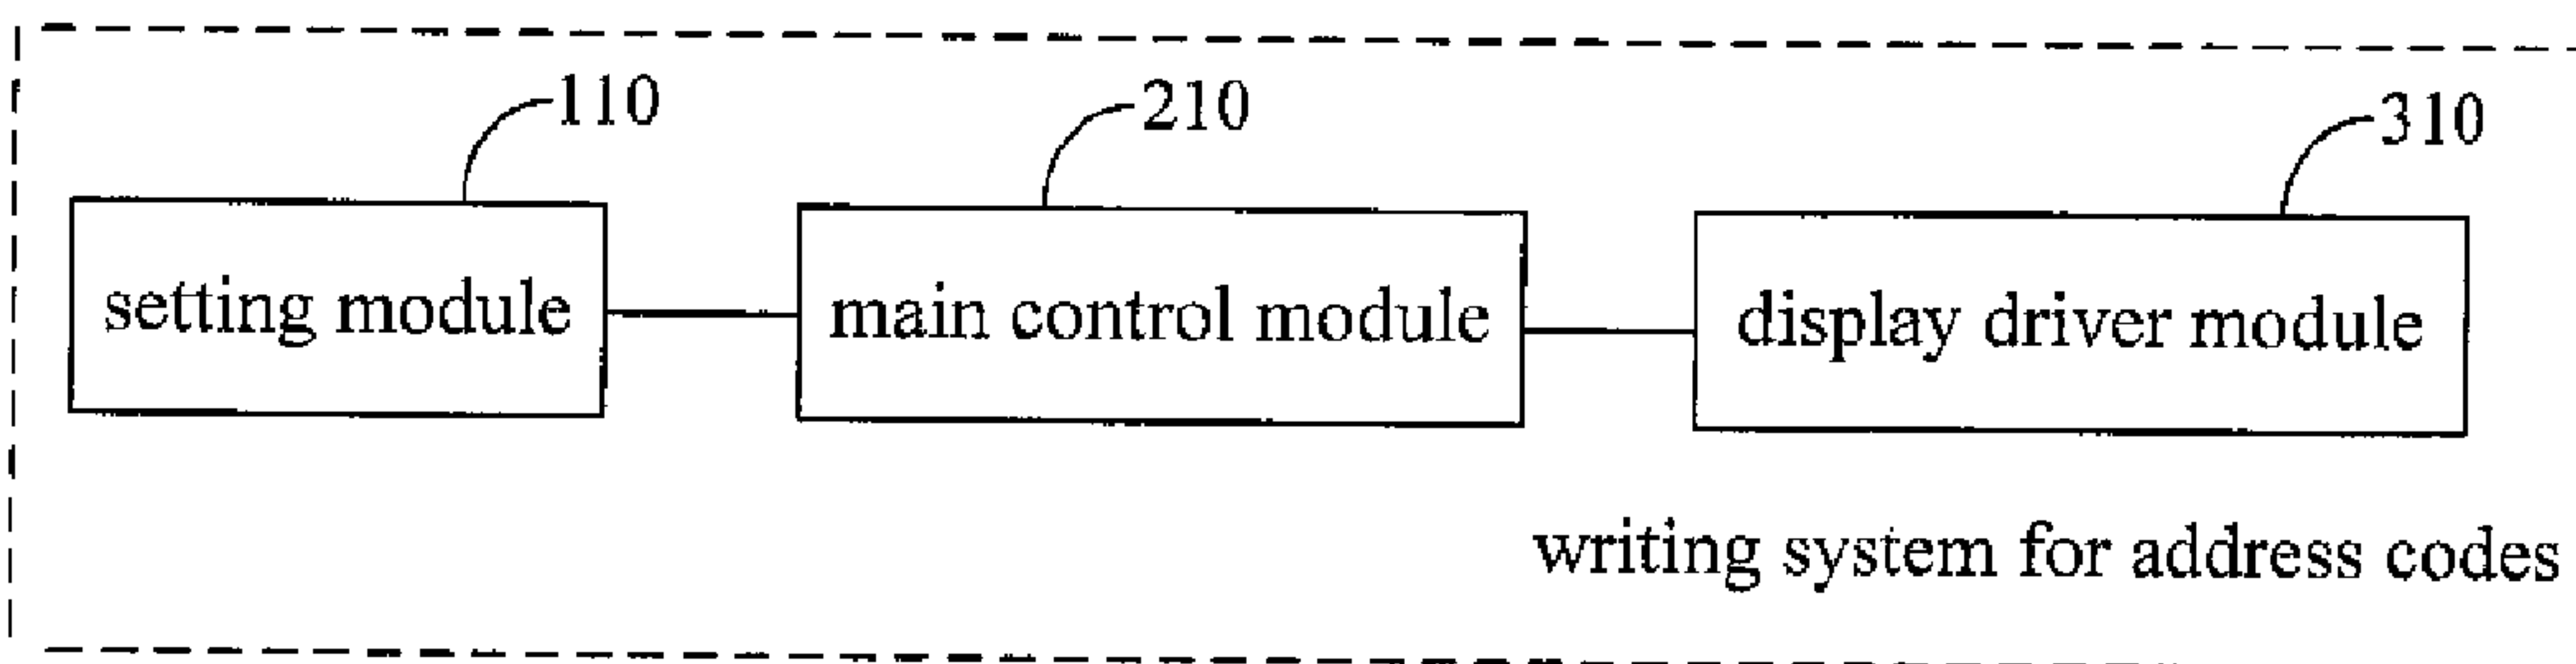 110
210
310
setting module
main control module
display driver module
writing system for address codes